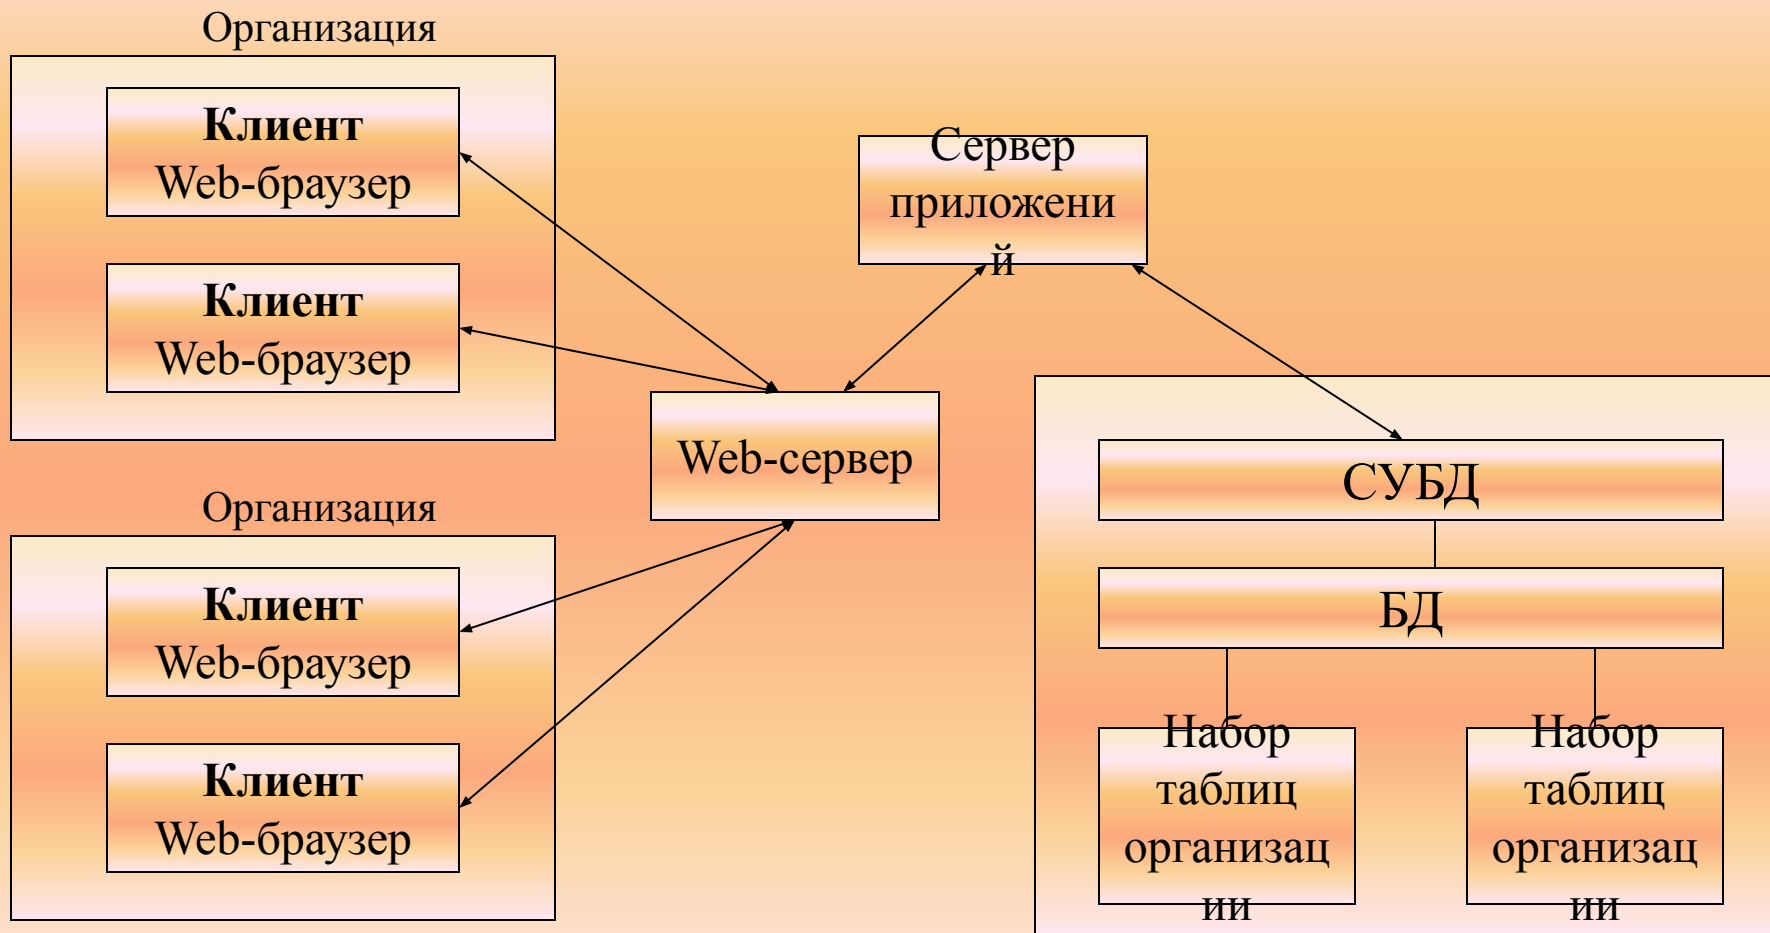 Организация
Клиент
Web-браузер
Клиент
Web-браузер
Сервер
приложени
й
Web-сервер
Организация
Клиент
Web-браузер
Клиент
Web-браузер
СУБД
БД
Набор
таблиц
организац
ии
Набор
таблиц
организац
ии